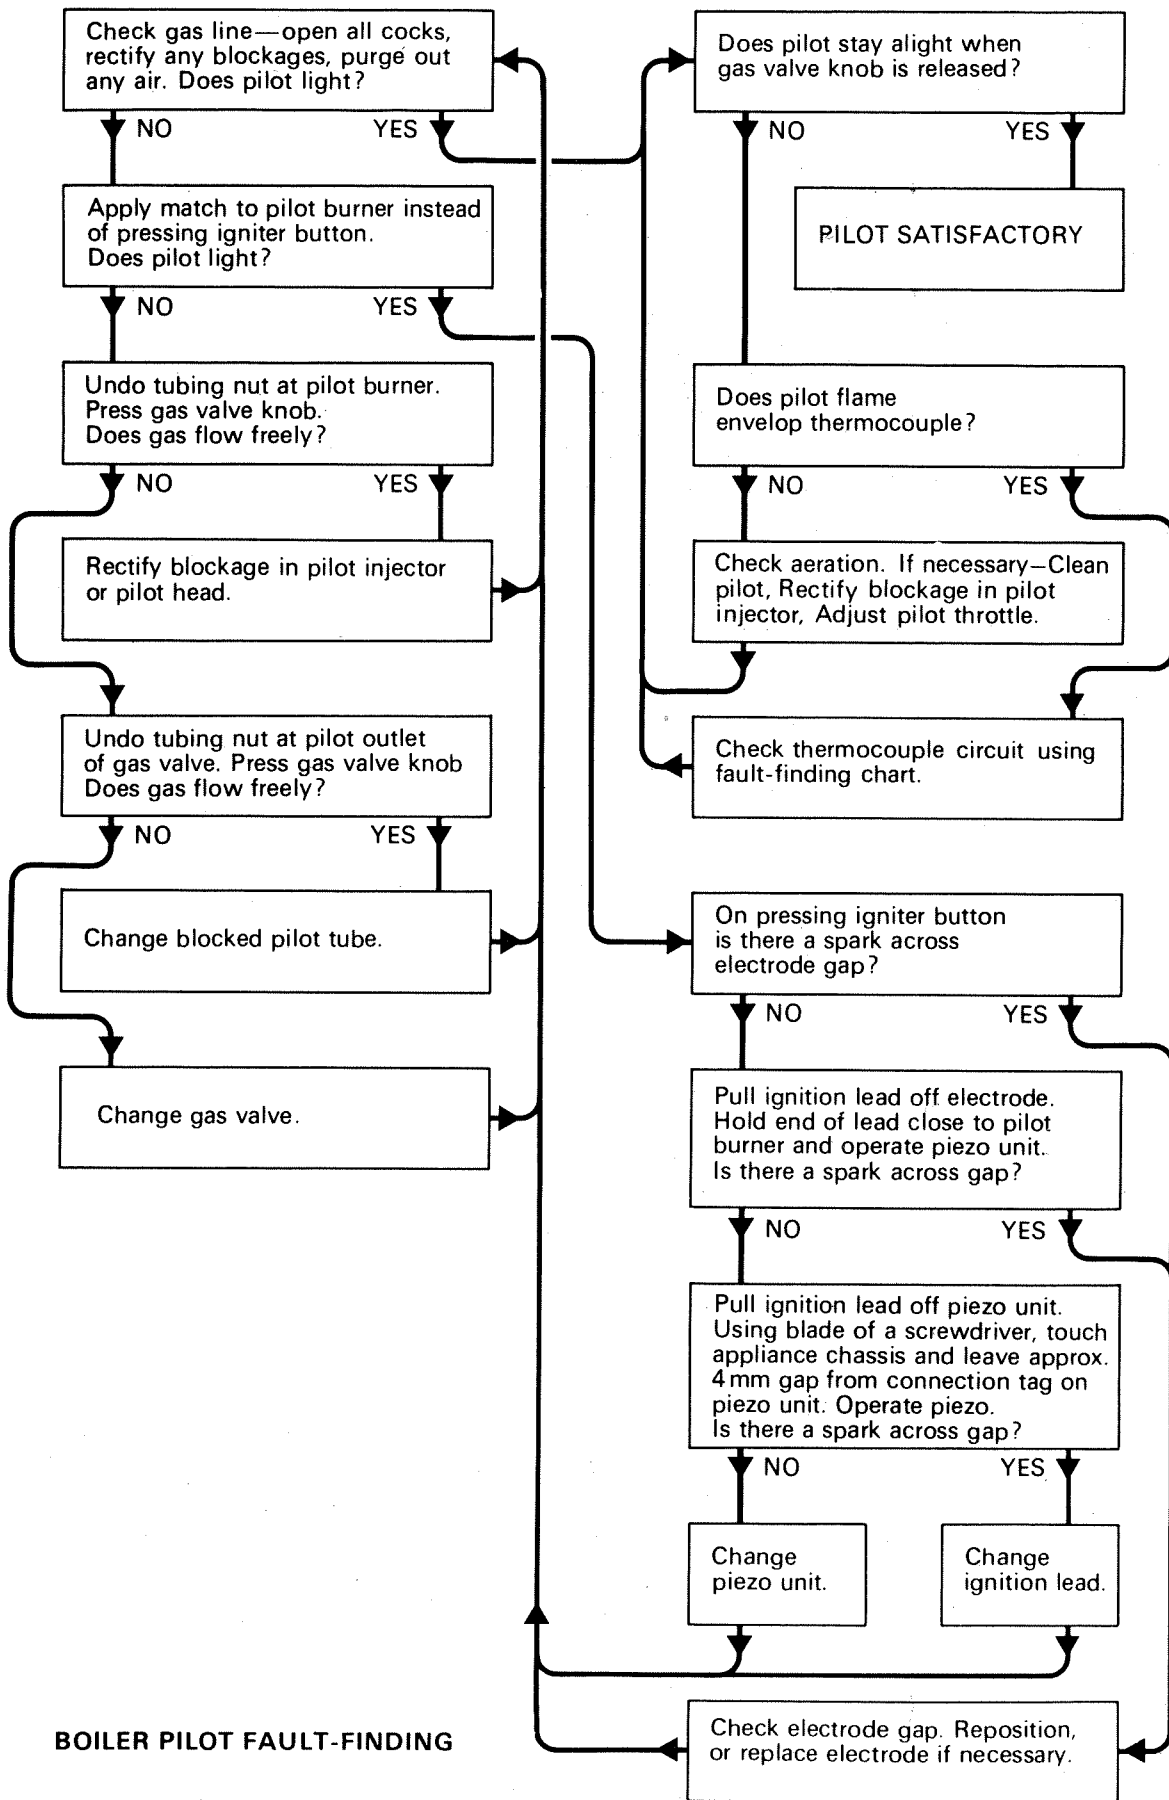 Check gas line—open all cocks,
rectify any blockages, purge out
any air. Does pilot light?
NO
YES
Apply match to pilot burner instead
of pressing igniter button.
Does pilot light?
NO
YES
Undo tubing nut at pilot burner.
Press gas valve knob.
Does gas flow freely?
NO
YES
Rectify blockage in pilot injector
or pilot head.
Undo tubing nut at pilot outlet
of gas valve. Press gas valve knob
Does gas flow freely?
NO
YES
Change blocked pilot tube.
Change gas valve.
Does pilot stay alight when
gas valve knob is released?
NO
YES
PILOT SATISFACTORY
Does pilot flame
envelop thermocouple?
NO
YES
Check aeration. If necessary—Clean
pilot, Rectify blockage in pilot
injector, Adjust pilot throttle.
Check thermocouple circuit using
fault-finding chart.
On pressing igniter button
is there a spark across
electrode gap?
NO
YES
Pull ignition lead off electrode.
Hold end of lead close to pilot
burner and operate piezo unit.
Is there a spark across gap?
NO
YES
Pull ignition lead off piezo unit.
Using blade of a screwdriver, touch
appliance chassis and leave approx.
4mm gap from connection tag on
piezo unit. Operate piezo.
Is there a spark across gap?
NO
YES
Change
piezo unit.
Change
ignition lead.
Check electrode gap. Reposition,
or replace electrode if necessary.
BOILER PILOT FAULT-FINDING